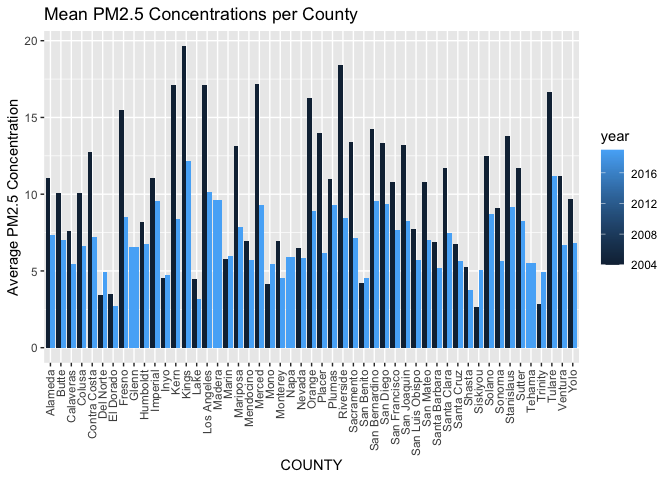 Mean PM2.5 Concentrations per County
Average PM2.5 Concentration
20
15
10
5
0
Alameda
Butte
Calaveras
Colusa
Contra Costa
Del Norte
El Dorado
Fresno
Glenn
Humboldt
Imperial
Inyo
Kern
Kings
Lake
Los Angeles
Madera
Marin
Mariposa
Mendocino
Merced
Mono
Monterey
Napa
Nevada
Orange
Placer
Plumas
Riverside
Sacramento
San Benito
San Bernardino
San Diego
San Francisco
San Joaquin
San Luis Obispo
San Mateo
Santa Barbara
Santa Clara
Santa Cruz
Shasta
Siskiyou
Solano
Sonoma
Stanislaus
Sutter
Tehama
Trinity
Tulare
Ventura
Yolo
COUNTY
year
2016
2012
2008
2004